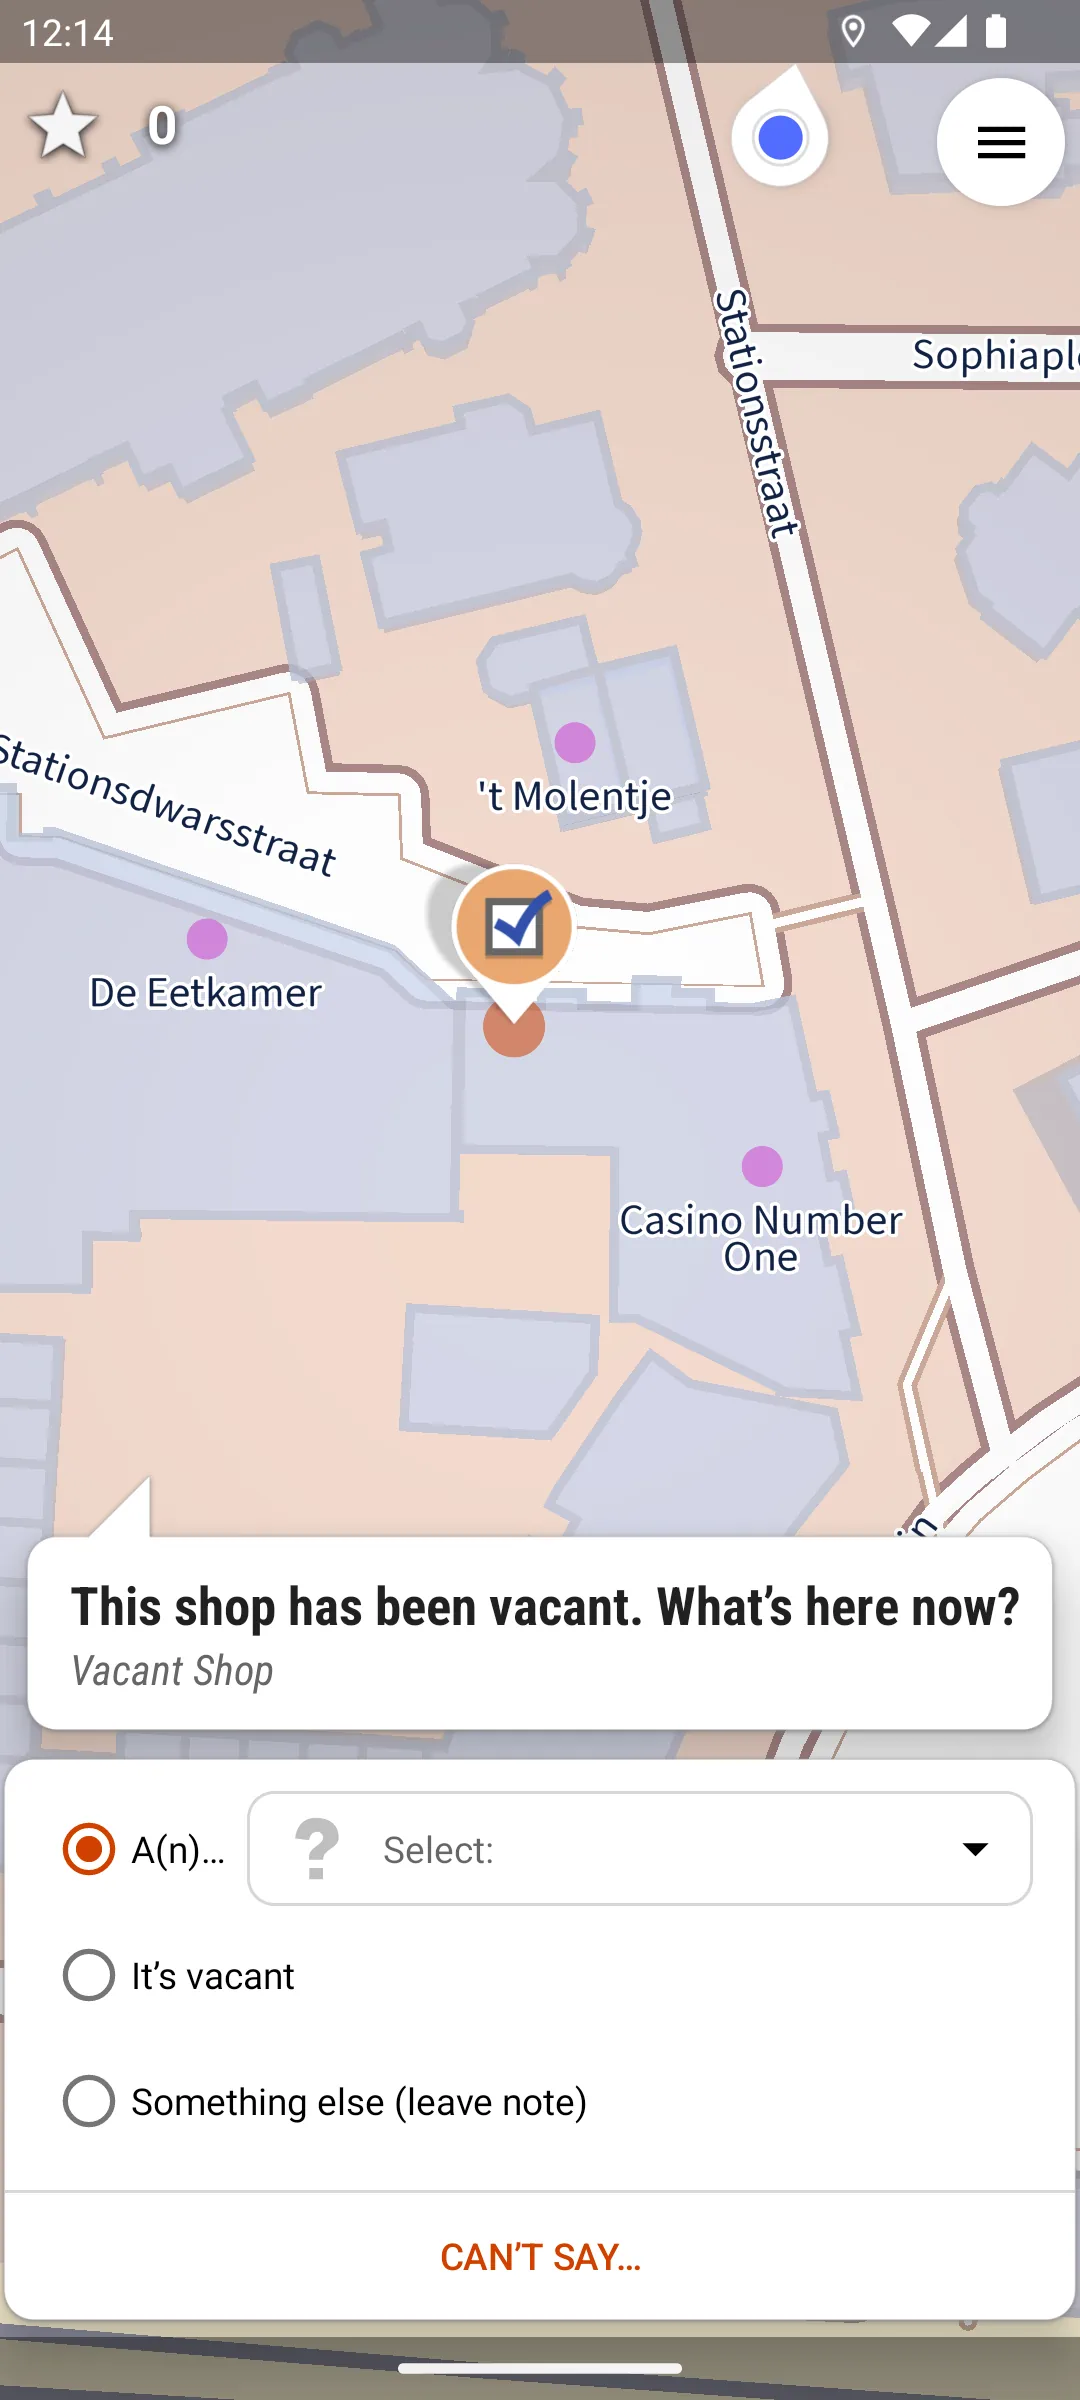 12:14
0
Stationsstraat
Sophiapl
Stationsdwarsstraat
't Molentje
De Eetkamer
Casino Number
One
in
This shop has been vacant. What's here now?
Vacant Shop
A(n)...
?
Select:
It's vacant
Something else (leave note)
CAN'T SAY...